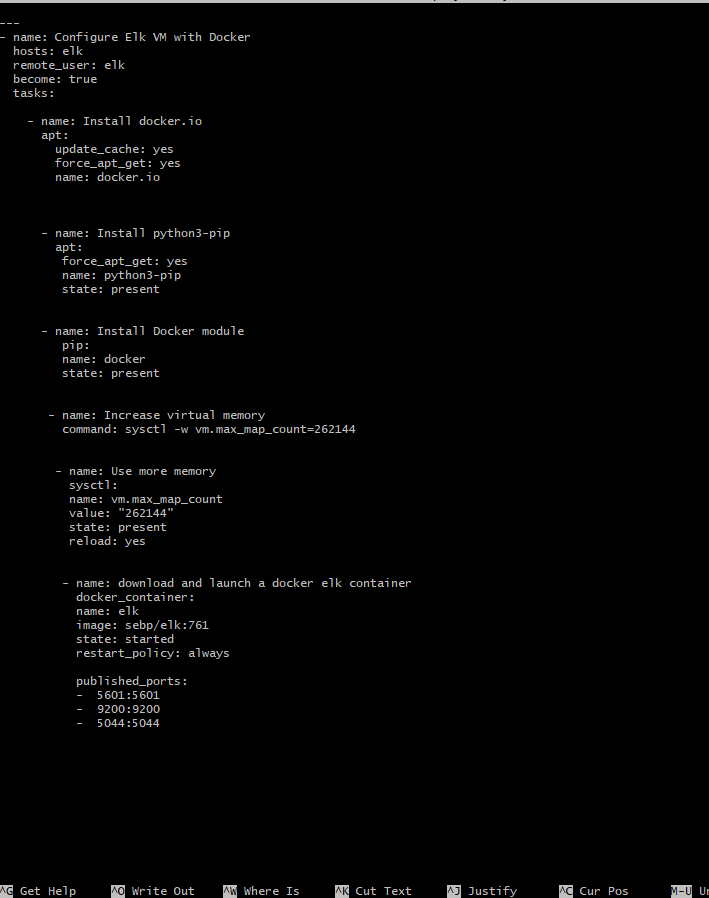 ---
- name: Configure Elk VM with Docker
  hosts: elk
  remote_user: elk
  become: true
  tasks:

    - name: Install docker.io
      apt:
        update_cache: yes
        force_apt_get: yes
        name: docker.io

      - name: Install python3-pip
        apt:
         force_apt_get: yes
         name: python3-pip
         state: present

      - name: Install Docker module
         pip:
         name: docker
         state: present

       - name: Increase virtual memory
         command: sysctl -w vm.max_map_count=262144

        - name: Use more memory
          sysctl:
          name: vm.max_map_count
          value: "262144"
          state: present
          reload: yes

         - name: download and launch a docker elk container
           docker_container:
           name: elk
           image: sebp/elk:761
           state: started
           restart_policy: always

           published_ports:
           -  5601:5601
           -  9200:9200
           -  5044:5044

^G Get Help ^O Write Out ^W Where Is ^K Cut Text ^J Justify ^C Cur Pos M-U